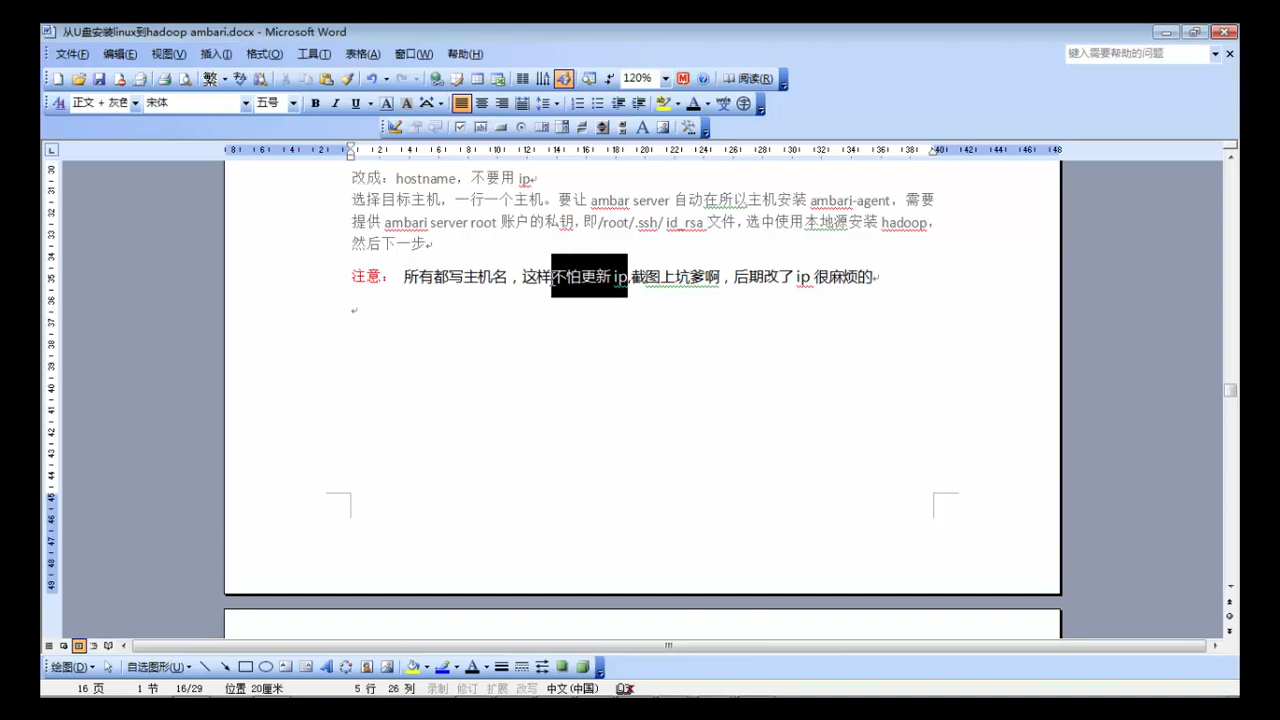 从U盘安装linux到hadoop ambari.docx - Microsoft Word
文件(F) 编辑(E) 视图(V) 插入(I) 格式(O) 工具(T) 表格(A) 窗口(W) 帮助(H) 键入需要帮助的问题
繁 120% 阅读(R)
正文 + 灰色 宋体 五号 B I U A A
改成：hostname，不要用 ip
选择目标主机，一行一个主机。要让 ambar server 自动在所以主机安装 ambari-agent，需要
提供 ambari server root 账户的私钥，即/root/.ssh/ id_rsa 文件，选中使用本地源安装 hadoop，
然后下一步
注意： 所有都写主机名，这样不怕更新 ip,截图上坑爹啊，后期改了 ip 很麻烦的
绘图(D) 自选图形(U)
16 页 1 节 16/29 位置 20厘米 5 行 26 列 录制 修订 扩展 改写 中文(中国)